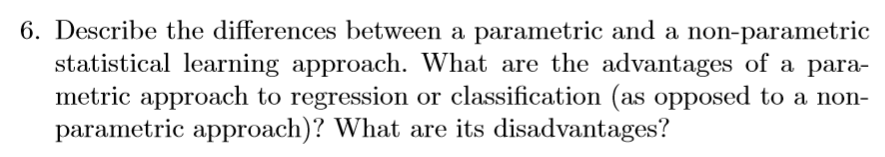 6. Describe the differences between a parametric and a non-parametric
statistical learning approach. What are the advantages of a para-
metric approach to regression or classification (as opposed to a non-
parametric approach)? What are its disadvantages?